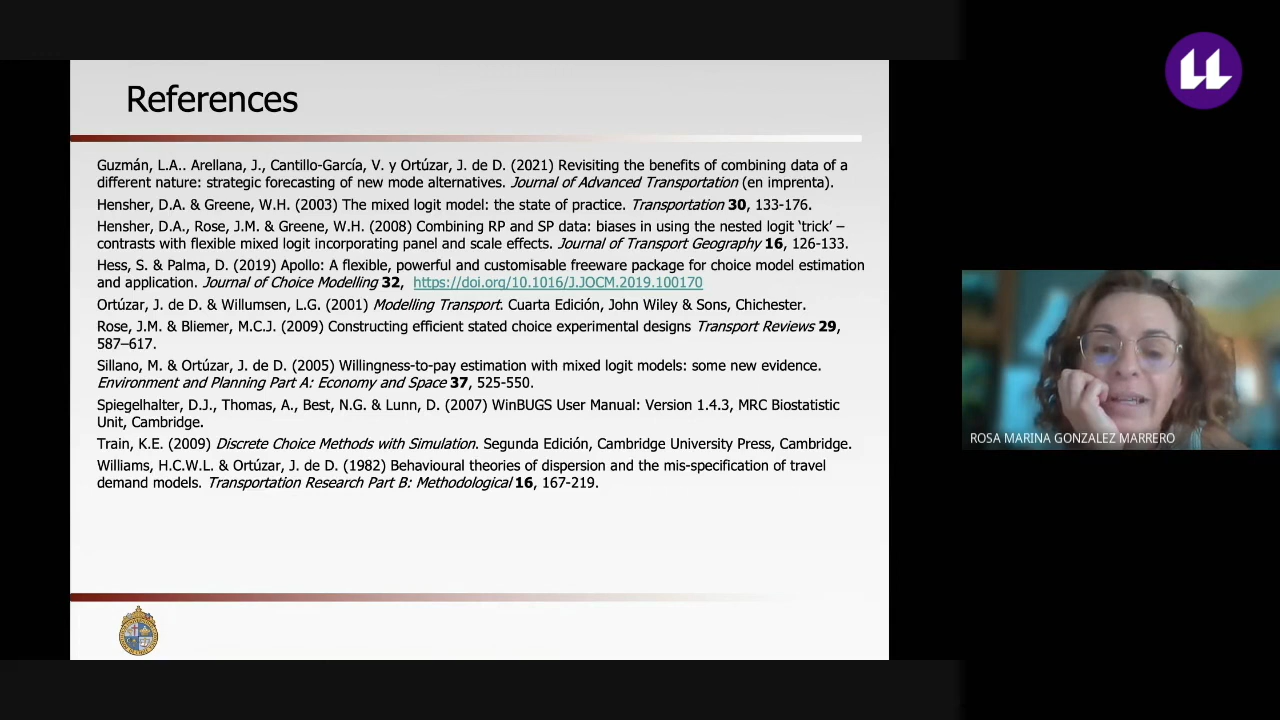 References
Guzmán, L.A.. Arellana, J., Cantillo-García, V. y Ortúzar, J. de D. (2021) Revisiting the benefits of combining data of a
different nature: strategic forecasting of new mode alternatives. Journal of Advanced Transportation (en imprenta).
Hensher, D.A. & Greene, W.H. (2003) The mixed logit model: the state of practice. Transportation 30, 133-176.
Hensher, D.A., Rose, J.M. & Greene, W.H. (2008) Combining RP and SP data: biases in using the nested logit ‘trick’ –
contrasts with flexible mixed logit incorporating panel and scale effects. Journal of Transport Geography 16, 126-133.
Hess, S. & Palma, D. (2019) Apollo: A flexible, powerful and customisable freeware package for choice model estimation
and application. Journal of Choice Modelling 32, https://doi.org/10.1016/J.JOCM.2019.100170
Ortúzar, J. de D. & Willumsen, L.G. (2001) Modelling Transport. Cuarta Edición, John Wiley & Sons, Chichester.
Rose, J.M. & Bliemer, M.C.J. (2009) Constructing efficient stated choice experimental designs Transport Reviews 29,
587–617.
Sillano, M. & Ortúzar, J. de D. (2005) Willingness-to-pay estimation with mixed logit models: some new evidence.
Environment and Planning Part A: Economy and Space 37, 525-550.
Spiegelhalter, D.J., Thomas, A., Best, N.G. & Lunn, D. (2007) WinBUGS User Manual: Version 1.4.3, MRC Biostatistic
Unit, Cambridge.
Train, K.E. (2009) Discrete Choice Methods with Simulation. Segunda Edición, Cambridge University Press, Cambridge.
Williams, H.C.W.L. & Ortúzar, J. de D. (1982) Behavioural theories of dispersion and the mis-specification of travel
demand models. Transportation Research Part B: Methodological 16, 167-219.
ROSA MARINA GONZALEZ MARRERO